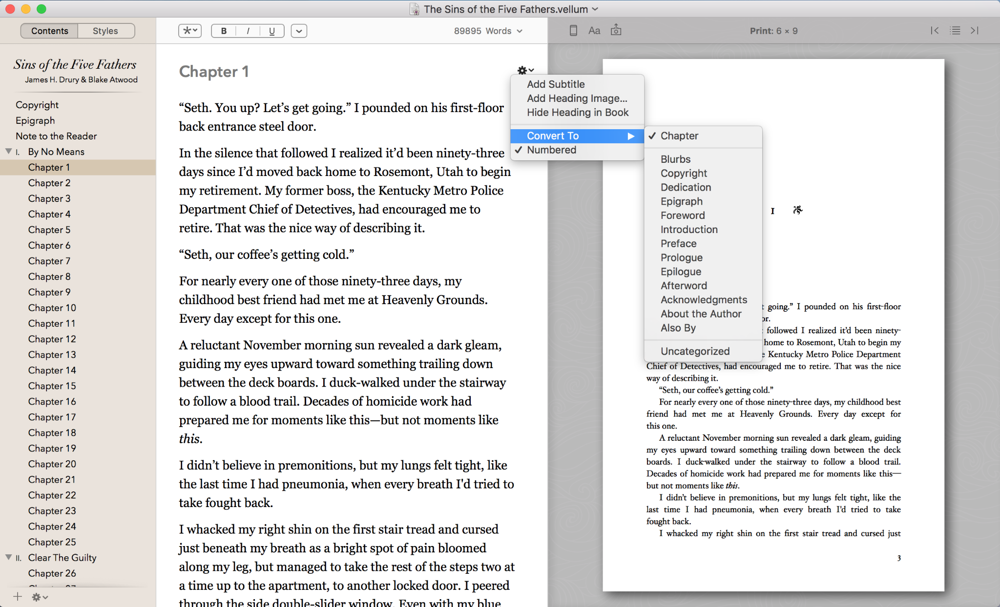 The Sins of the Five Fathers.vellum
Contents
Styles
B
I
U
89895 Words
Aa
Print: 6 × 9
Sins of the Five Fathers
James H. Drury & Blake Atwood
Copyright
Epigraph
Note to the Reader
I. By No Means
Chapter 1
Chapter 2
Chapter 3
Chapter 4
Chapter 5
Chapter 6
Chapter 7
Chapter 8
Chapter 9
Chapter 10
Chapter 11
Chapter 12
Chapter 13
Chapter 14
Chapter 15
Chapter 16
Chapter 17
Chapter 18
Chapter 19
Chapter 20
Chapter 21
Chapter 22
Chapter 23
Chapter 24
Chapter 25
II. Clear The Guilty
Chapter 26
Chapter 1
“Seth. You up? Let’s get going.” I pounded on his first-floor
back entrance steel door.
In the silence that followed I realized it’d been ninety-three
days since I’d moved back home to Rosemont, Utah to begin
my retirement. My former boss, the Kentucky Metro Police
Department Chief of Detectives, had encouraged me to
retire. That was the nice way of describing it.
“Seth, our coffee’s getting cold.”
For nearly every one of those ninety-three days, my
childhood best friend had met me at Heavenly Grounds.
Every day except for this one.
A reluctant November morning sun revealed a dark gleam,
guiding my eyes upward toward something trailing down
between the deck boards. I duck-walked under the stairway
to follow a blood trail. Decades of homicide work had
prepared me for moments like this—but not moments like
this.
I didn’t believe in premonitions, but my lungs felt tight, like
the last time I had pneumonia, when every breath I'd tried to
take fought back.
I whacked my right shin on the first stair tread and cursed
just beneath my breath as a bright spot of pain bloomed
along my leg, but managed to take the rest of the steps two at
a time up to the apartment, to another locked door. I peered
through the side double-slider window. Even with my blue
Add Subtitle
Add Heading Image...
Hide Heading in Book
Convert To
✓ Numbered
✓ Chapter
Blurbs
Copyright
Dedication
Epigraph
Foreword
Introduction
Preface
Prologue
Epilogue
Afterword
Acknowledgments
About the Author
Also By
Uncategorized
I
going.” I pounded on his first-floor
or.
followed I realized it’d been ninety-
home to Rosemont, Utah to begin my
Kentucky Metro Police Department
Chief of Detectives, had encouraged me to retire. That was the nice
way of describing it.
“Seth, our coffee’s getting cold.”
For nearly every one of those ninety-three days, my childhood best
friend had met me at Heavenly Grounds. Every day except for
this one.
A reluctant November morning sun revealed a dark gleam, guiding
my eyes upward toward something trailing down between the deck
boards. I duck-walked under the stairway to follow a blood trail.
Decades of homicide work had prepared me for moments like this—
but not moments like this.
I didn’t believe in premonitions, but my lungs felt tight, like the
last time I had pneumonia, when every breath I'd tried to take
fought back.
I whacked my right shin on the first stair tread and cursed just
3